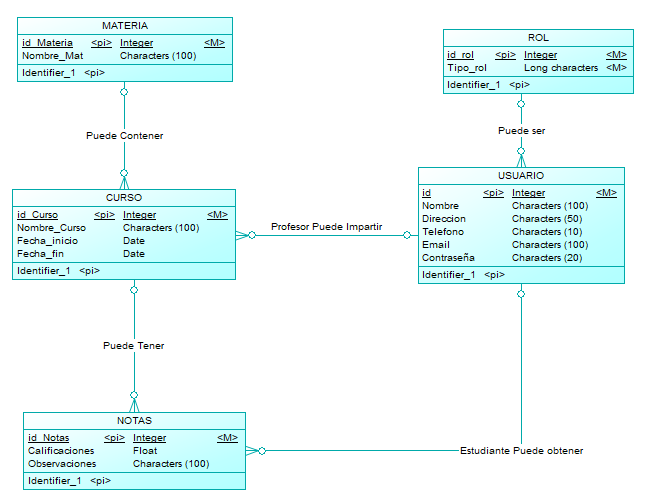 MATERIA
id_Materia <pi> Integer <M>
Nombre_Mat Characters (100)
Identifier_1 <pi>
ROL
id_rol <pi> Integer <M>
Tipo_rol Long characters <M>
Identifier_1 <pi>
Puede Contener
Puede ser
CURSO
id_Curso <pi> Integer <M>
Nombre_Curso Characters (100)
Fecha_inicio Date
Fecha_fin Date
Identifier_1 <pi>
Profesor Puede Impartir
USUARIO
id <pi> Integer <M>
Nombre Characters (100)
Direccion Characters (50)
Telefono Characters (10)
Email Characters (100)
Contraseña Characters (20)
Identifier_1 <pi>
Puede Tener
NOTAS
id_Notas <pi> Integer <M>
Calificaciones Float
Observaciones Characters (100)
Identifier_1 <pi>
Estudiante Puede obtener